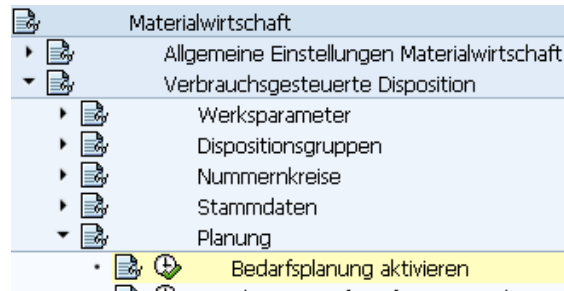 Materialwirtschaft
Allgemeine Einstellungen Materialwirtschaft
Verbrauchsgesteuerte Disposition
Werksparameter
Dispositionsgruppen
Nummernkreise
Stammdaten
Planung
Bedarfsplanung aktivieren